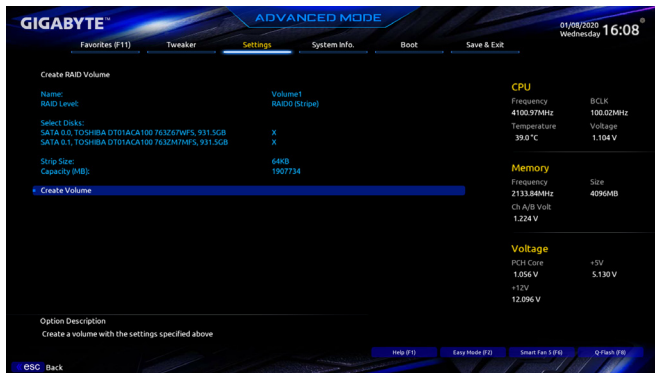 GIGABYTE™
ADVANCED MODE
01/08/2020
Wednesday
16:08
Favorites (F11) Tweaker Settings System Info. Boot Save & Exit
Create RAID Volume
Name: Volume1
RAID Level: RAID0 (Stripe)
Select Disks:
SATA 0.0, TOSHIBA DT01ACA100 763Z67WFS, 931.5GB X
SATA 0.1, TOSHIBA DT01ACA100 763ZM7MFS, 931.5GB X
Strip Size: 64KB
Capacity (MB): 1907734
Create Volume
CPU
Frequency BCLK
4100.97MHz 100.02MHz
Temperature Voltage
39.0 °C 1.104 V
Memory
Frequency Size
2133.84MHz 4096MB
Ch A/B Volt
1.224 V
Voltage
PCH Core +5V
1.056 V 5.130 V
+12V
12.096 V
Option Description
Create a volume with the settings specified above
Help (F1) Easy Mode (F2) Smart Fan 5 (F6) Q-Flash (F8)
esc Back